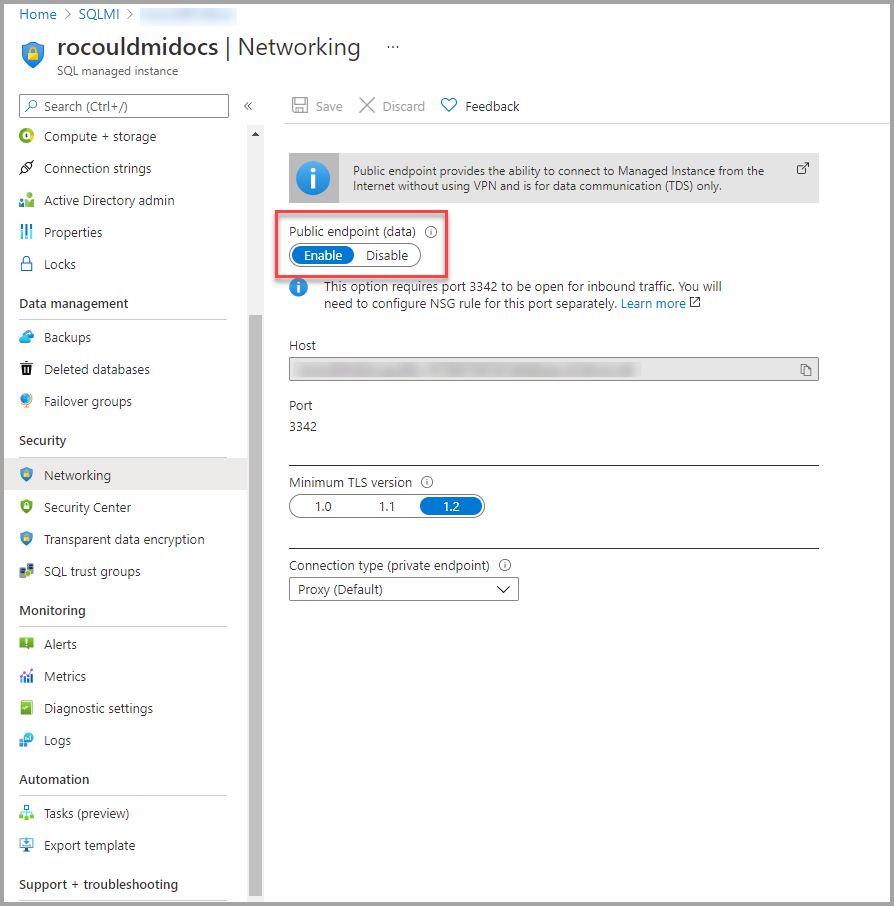 Home > SQLMI >
rocouldmidocs | Networking ...
SQL managed instance
Search (Ctrl+/)
«
Save
Discard
Feedback
Compute + storage
Connection strings
Active Directory admin
Properties
Locks
Data management
Backups
Deleted databases
Failover groups
Security
Networking
Security Center
Transparent data encryption
SQL trust groups
Monitoring
Alerts
Metrics
Diagnostic settings
Logs
Automation
Tasks (preview)
Export template
Support + troubleshooting
Public endpoint provides the ability to connect to Managed Instance from the
Internet without using VPN and is for data communication (TDS) only.
Public endpoint (data)
Enable Disable
This option requires port 3342 to be open for inbound traffic. You will
need to configure NSG rule for this port separately. Learn more
Host
Port
3342
Minimum TLS version
1.0 1.1 1.2
Connection type (private endpoint)
Proxy (Default)